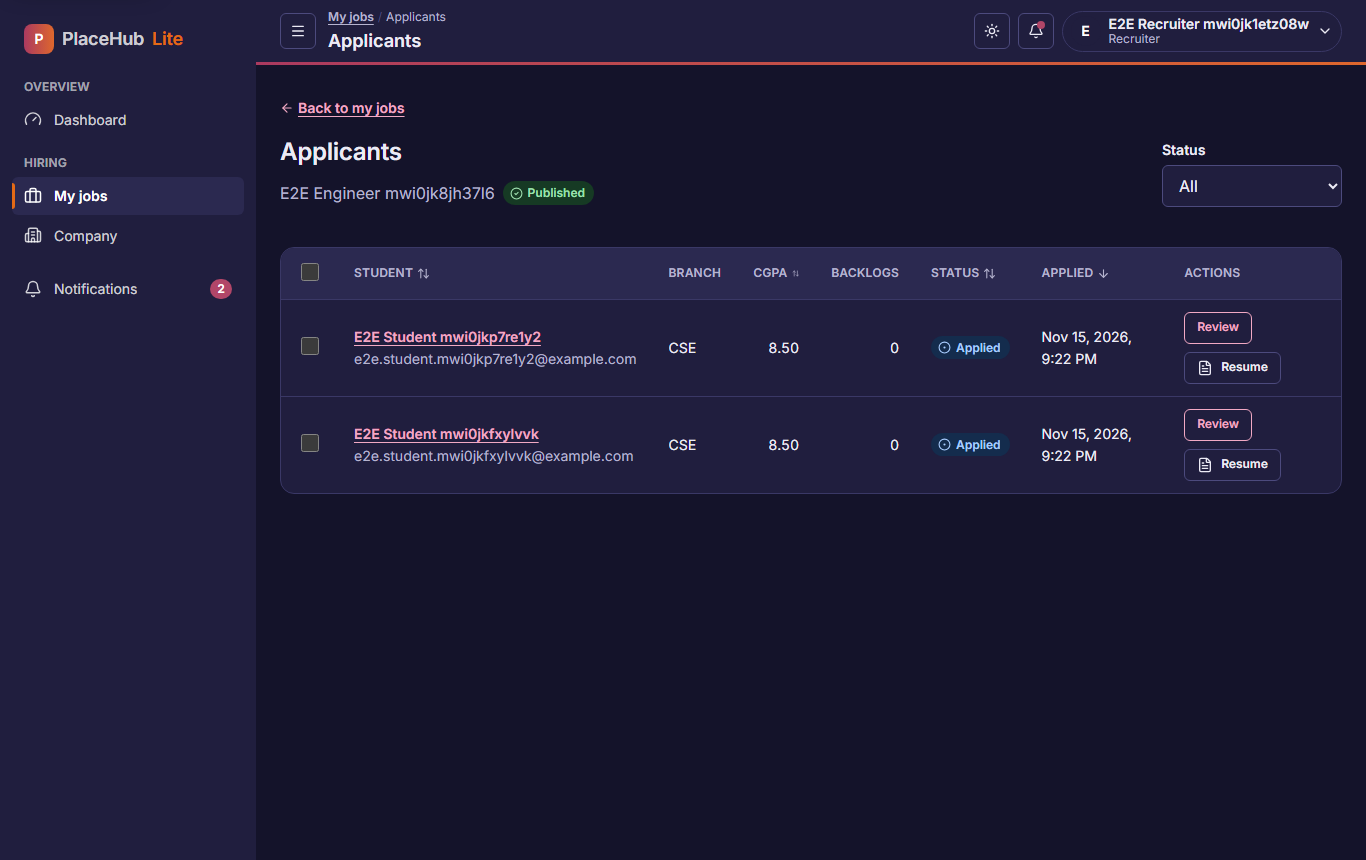 P PlaceHub Lite
OVERVIEW
Dashboard
HIRING
My jobs
Company
Notifications 2
My jobs / Applicants
Applicants
E E2E Recruiter mwi0jk1etz08w
Recruiter
Back to my jobs
Applicants
E2E Engineer mwi0jk8jh37l6 Published
Status
All
STUDENT BRANCH CGPA BACKLOGS STATUS APPLIED ACTIONS
E2E Student mwi0jkp7re1y2
e2e.student.mwi0jkp7re1y2@example.com
CSE 8.50 0 Applied
Nov 15, 2026,
9:22 PM
Review
Resume
E2E Student mwi0jkfxylvvk
e2e.student.mwi0jkfxylvvk@example.com
CSE 8.50 0 Applied
Nov 15, 2026,
9:22 PM
Review
Resume